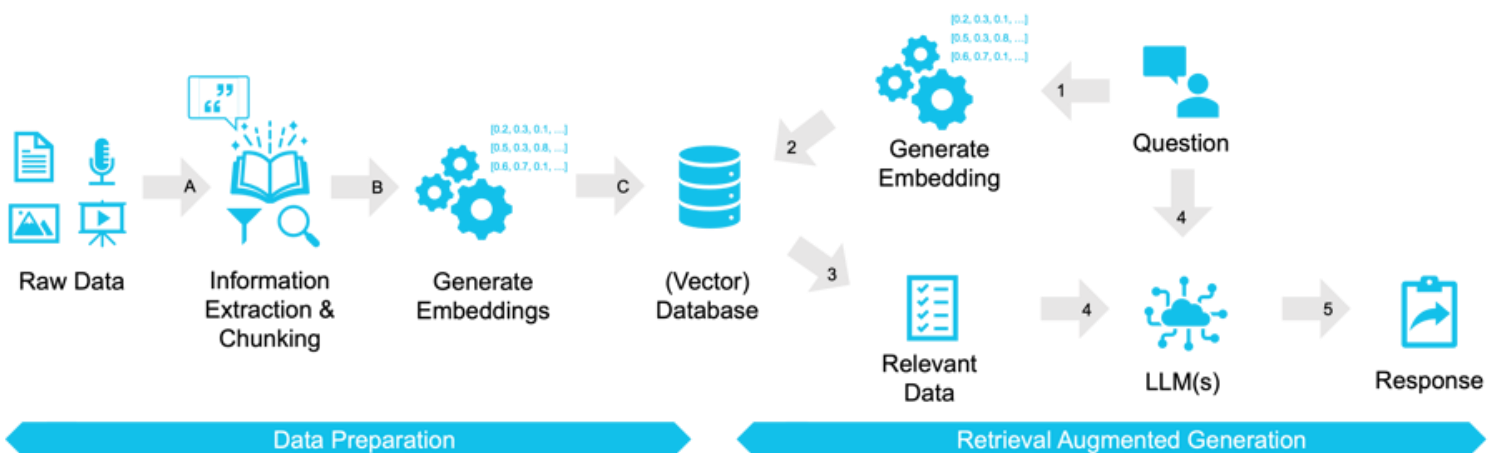 [0.2, 0.3, 0.1, ...]
[0.5, 0.3, 0.8, ...]
[0.6, 0.7, 0.1, ...]
1
Question
Generate
Embedding
2
4
”
“
[0.2, 0.3, 0.1, ...]
[0.5, 0.3, 0.8, ...]
[0.6, 0.7, 0.1, ...]
A
B
C
Raw Data
Information
Extraction &
Chunking
Generate
Embeddings
(Vector)
Database
3
4
5
Relevant
Data
LLM(s)
Response
Data Preparation
Retrieval Augmented Generation